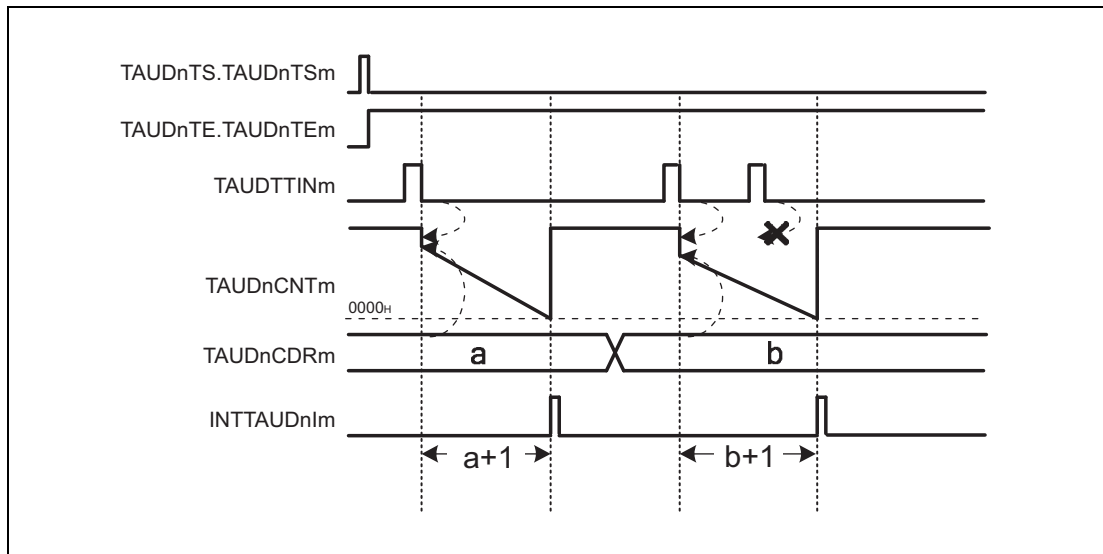 TAUDnTS.TAUDnTSm
TAUDnTE.TAUDnTEm
TAUDTTINm
TAUDnCNTm
0000H
TAUDnCDRm
a
b
INTTAUDnIm
a+1
b+1